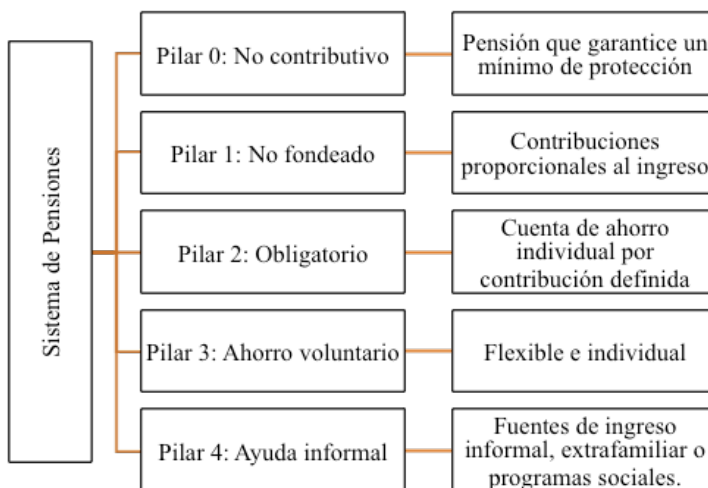 Sistema de Pensiones
Pilar 0: No contributivo
Pensión que garantice un
mínimo de protección
Pilar 1: No fondeado
Contribuciones
proporcionales al ingreso
Pilar 2: Obligatorio
Cuenta de ahorro
individual por
contribución definida
Pilar 3: Ahorro voluntario
Flexible e individual
Pilar 4: Ayuda informal
Fuentes de ingreso
informal, extrafamiliar o
programas sociales.